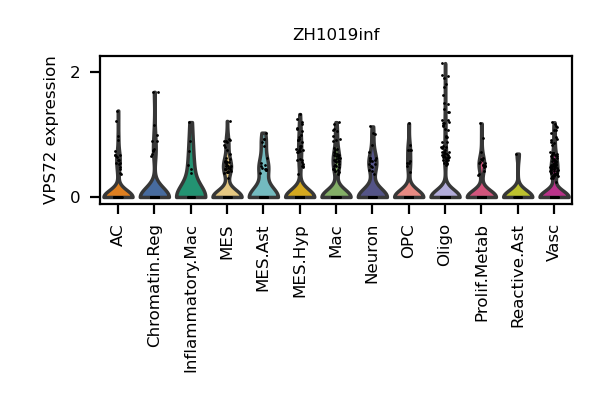 ZH1019inf
VPS72 expression
2
0
AC
Chromatin.Reg
Inflammatory.Mac
MES
MES.Ast
MES.Hyp
Mac
Neuron
OPC
Oligo
Prolif.Metab
Reactive.Ast
Vasc